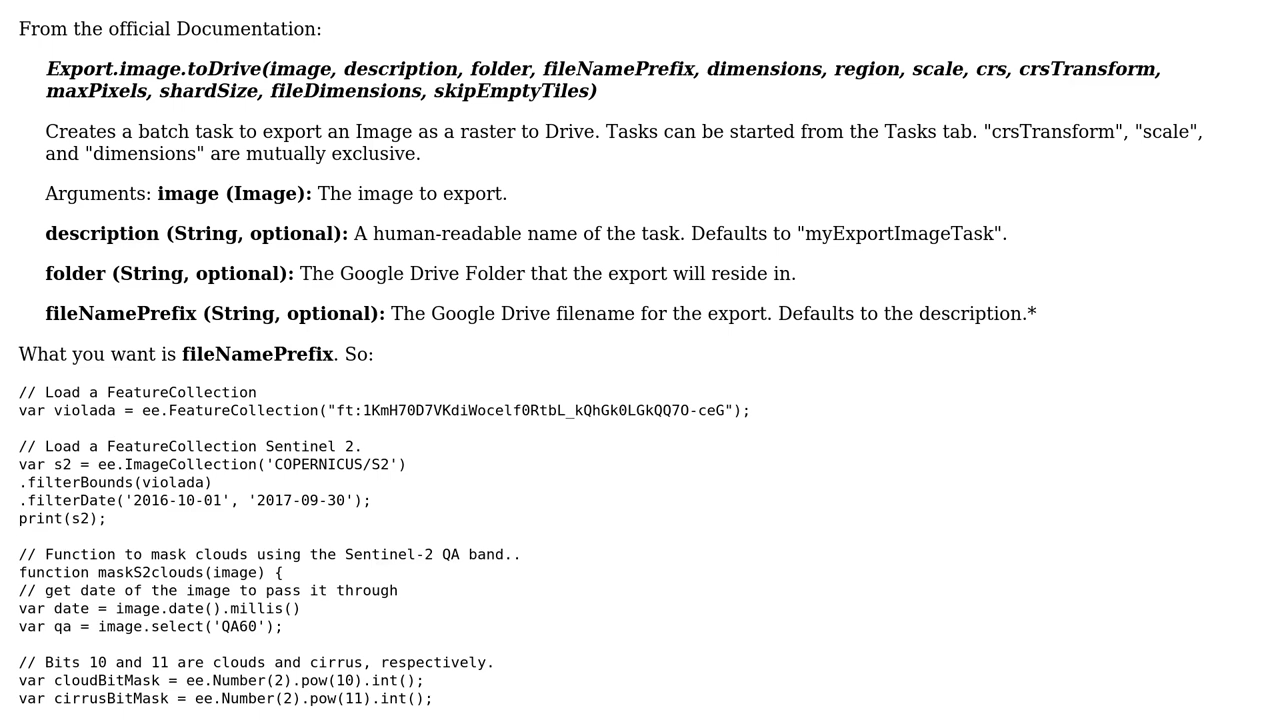 From the official Documentation:
Export.image.toDrive(image, description, folder, fileNamePrefix, dimensions, region, scale, crs, crsTransform,
maxPixels, shardSize, fileDimensions, skipEmptyTiles)
Creates a batch task to export an Image as a raster to Drive. Tasks can be started from the Tasks tab. "crsTransform", "scale",
and "dimensions" are mutually exclusive.
Arguments: image (Image): The image to export.
description (String, optional): A human-readable name of the task. Defaults to "myExportImageTask".
folder (String, optional): The Google Drive Folder that the export will reside in.
fileNamePrefix (String, optional): The Google Drive filename for the export. Defaults to the description.*
What you want is fileNamePrefix. So:
// Load a FeatureCollection
var violada = ee.FeatureCollection("ft:1KmH70D7VKdiWocelf0RtbL_kQhGk0LGkQQ7O-ceG");
// Load a FeatureCollection Sentinel 2.
var s2 = ee.ImageCollection('COPERNICUS/S2')
.filterBounds(violada)
.filterDate('2016-10-01', '2017-09-30');
print(s2);
// Function to mask clouds using the Sentinel-2 QA band..
function maskS2clouds(image) {
// get date of the image to pass it through
var date = image.date().millis()
var qa = image.select('QA60');
// Bits 10 and 11 are clouds and cirrus, respectively.
var cloudBitMask = ee.Number(2).pow(10).int();
var cirrusBitMask = ee.Number(2).pow(11).int();